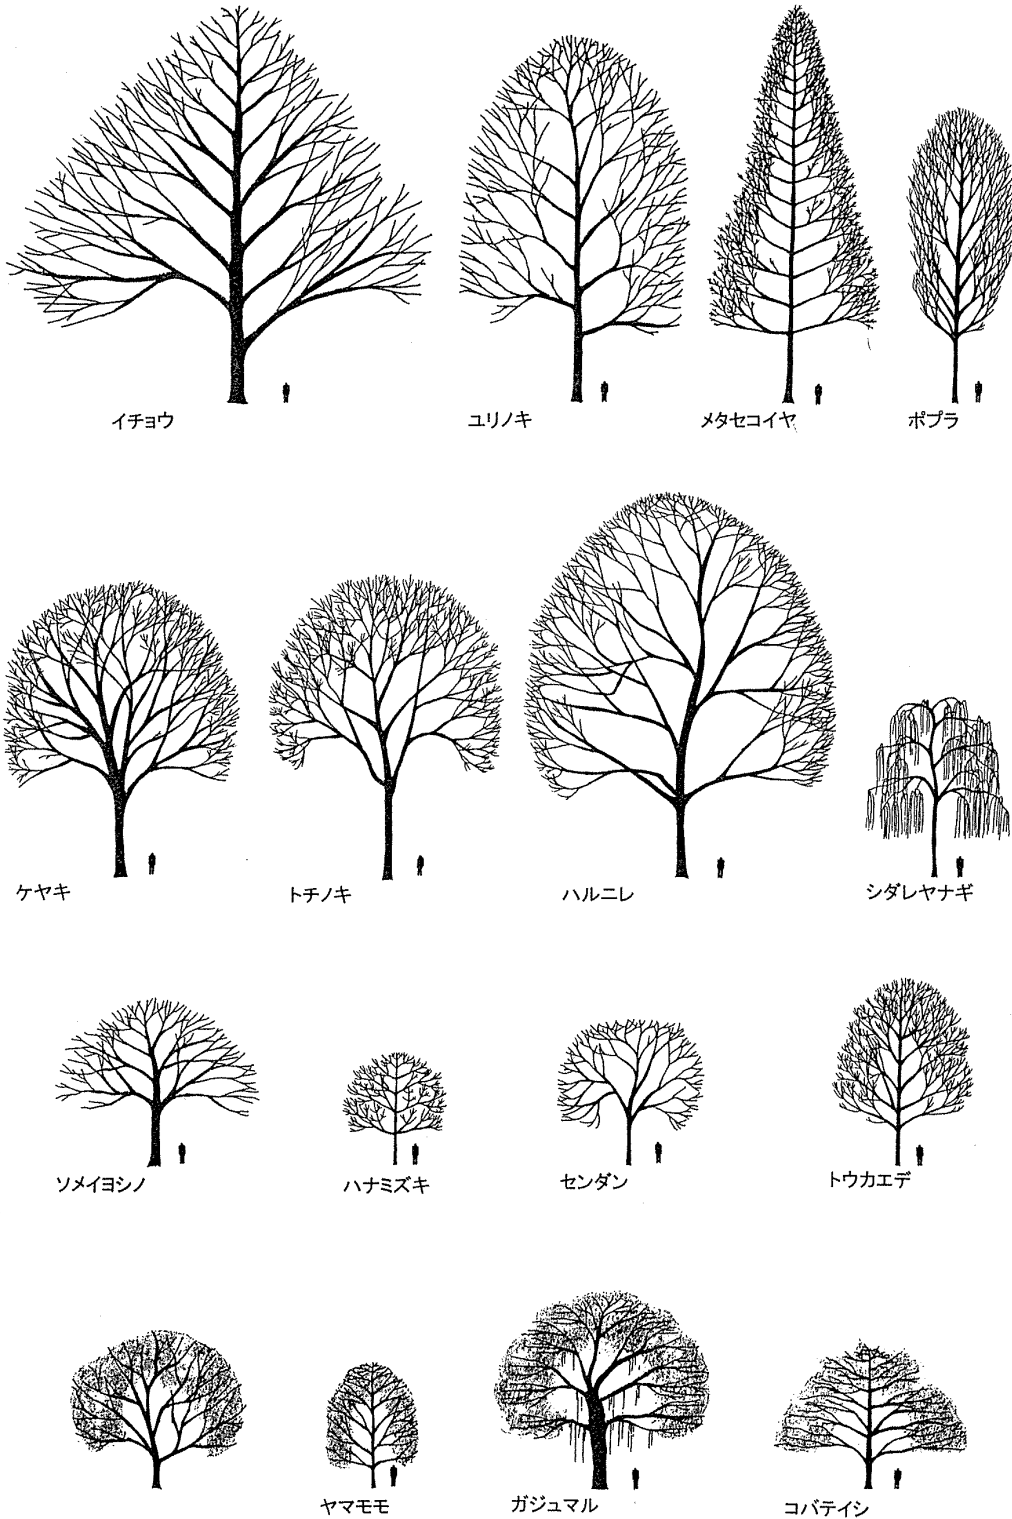 イチョウ
ユリノキ
メタセコイヤ
ポプラ
ケヤキ
トチノキ
ハルニレ
シダレヤナギ
ソメイヨシノ
ハナミズキ
センダン
トウカエデ
ヤマモモ
ガジュマル
コバテイシ